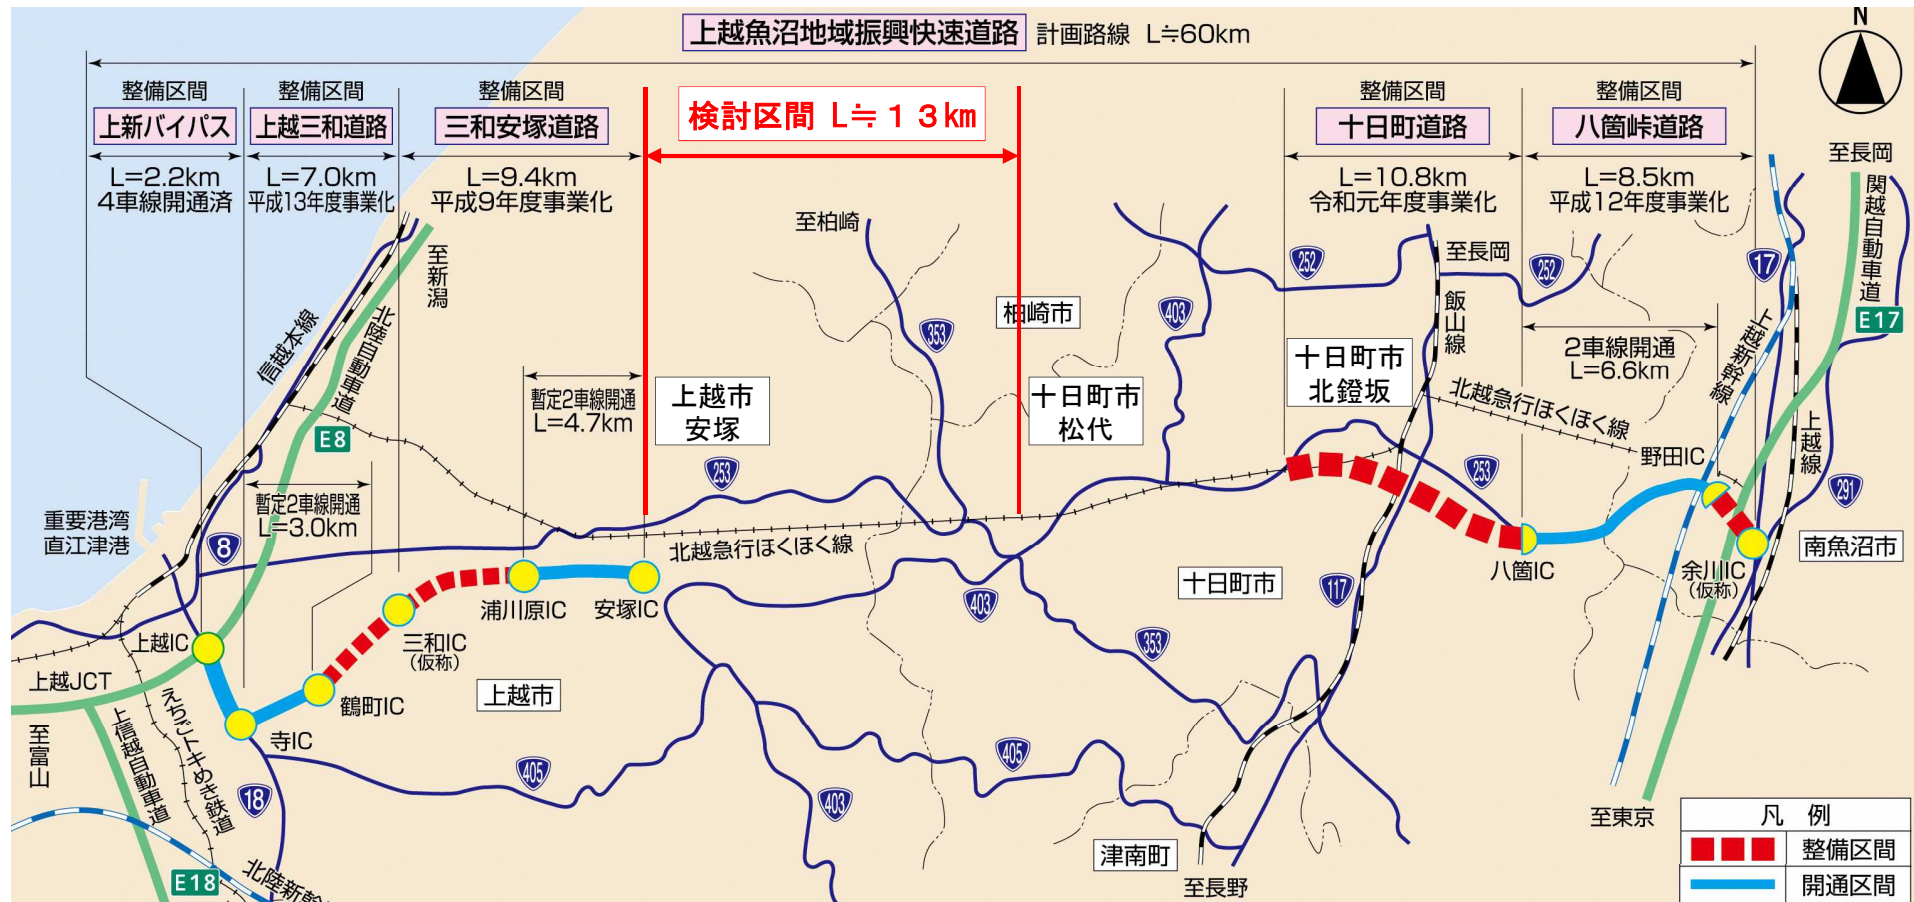 上越魚沼地域振興快速道路 計画路線 L≒60km
N
整備区間
上新バイパス
L=2.2km
4車線開通済
整備区間
上越三和道路
L=7.0km
平成13年度事業化
整備区間
三和安塚道路
L=9.4km
平成9年度事業化
検討区間 L≒13㎞
整備区間
十日町道路
L=10.8km
令和元年度事業化
整備区間
八箇峠道路
L=8.5km
平成12年度事業化
至長岡
関越自動車道
E17
至新潟
至柏崎
252
至長岡
252
17
信越本線
北陸自動車道
353
柏崎市
403
飯山線
上越新幹線
2車線開通
L=6.6km
暫定2車線開通
L=4.7km
上越市
安塚
十日町市
松代
十日町市
北鐙坂
北越急行ほくほく線
上越線
E8
253
253
野田IC
291
暫定2車線開通
L=3.0km
重要港湾
直江津港
8
北越急行ほくほく線
南魚沼市
八箇IC
余川IC
(仮称)
十日町市
117
浦川原IC
安塚IC
403
353
上越IC
三和IC
(仮称)
上越JCT
鶴町IC
上越市
寺IC
至富山
上信越自動車道
えちごトキめき鉄道
405
405
403
18
至東京
津南町
至長野
E18
北陸新幹
凡 例
整備区間
開通区間